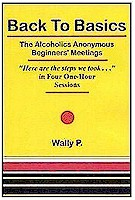 Back To Basics
The Alcoholics Anonymous
Beginners' Meetings
"Here are the steps we took . . ."
in Four One-Hour
Sessions
Wally P.